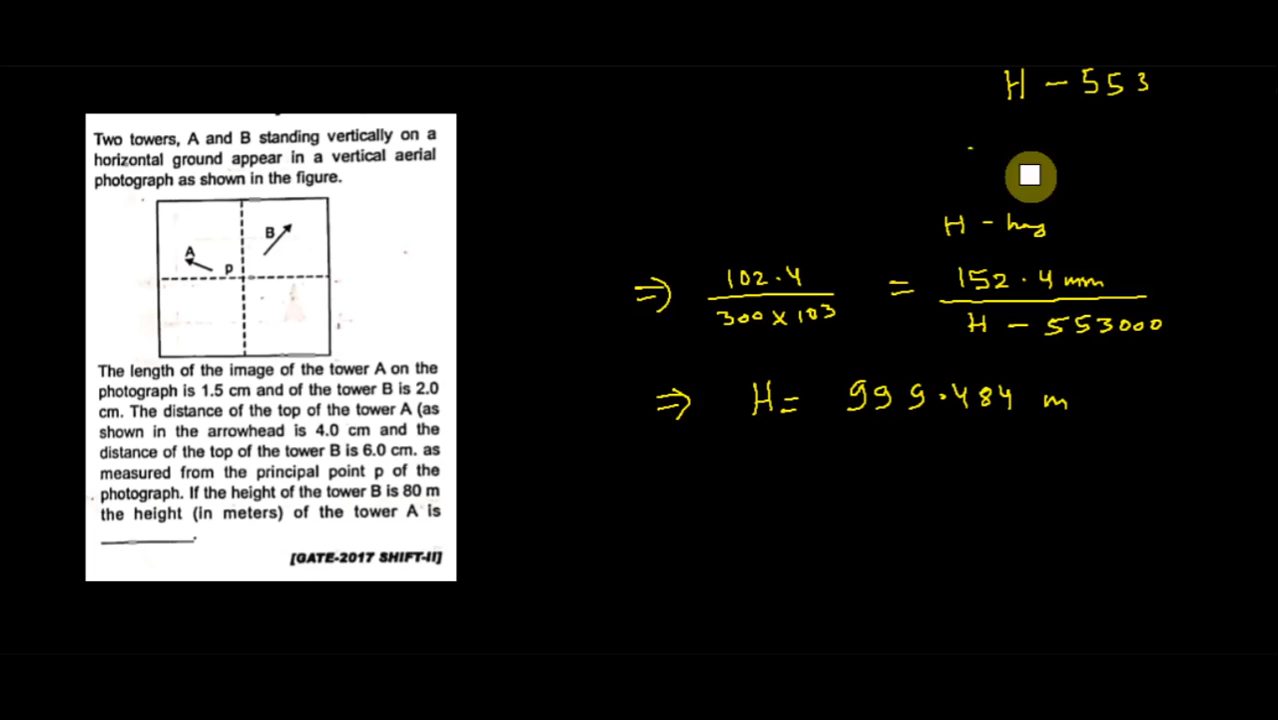 Two towers, A and B standing vertically on a
horizontal ground appear in a vertical aerial
photograph as shown in the figure.
A
B
p
The length of the image of the tower A on the
photograph is 1.5 cm and of the tower B is 2.0
cm. The distance of the top of the tower A (as
shown in the arrowhead is 4.0 cm and the
distance of the top of the tower B is 6.0 cm. as
measured from the principal point p of the
photograph. If the height of the tower B is 80 m
the height (in meters) of the tower A is
__________.
[GATE-2017 SHIFT-II]
H - 553
H - havg
⇒ 102.4 / 300 × 103 = 152.4 mm / H - 553000
⇒ H = 999.484 m